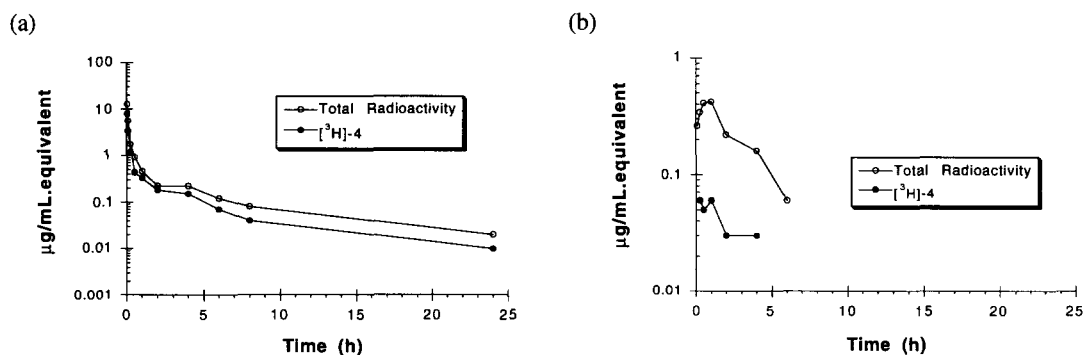 (a)
µg/mL.equivalent
100
10
1
0.1
0.01
0.001
Total Radioactivity
[³H]-4
0 5 10 15 20 25
Time (h)
(b)
µg/mL.equivalent
1
0.1
0.01
Total Radioactivity
[³H]-4
0 5 10 15 20 25
Time (h)